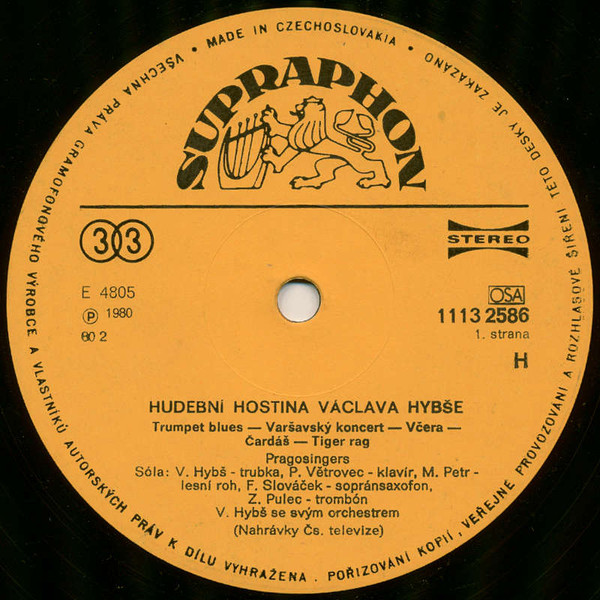 VŠECHNA PRÁVA GRAMOFONOVÉHO VÝROBCE A VLASTNÍKŮ AUTORSKÝCH PRÁV K DÍLU VYHRAŽENA . POŘIZOVÁNÍ KOPIÍ, VEŘEJNÉ PROVOZOVÁNÍ A ROZHLASOVÉ ŠÍŘENÍ TÉTO DESKY JE ZAKÁZÁNO
• MADE IN CZECHOSLOVAKIA •
SUPRAPHON
33
STEREO
E 4805
Ⓟ 1980
60 2
OSA
1113 2586
1. strana
H
HUDEBNÍ HOSTINA VÁCLAVA HYBŠE
Trumpet blues — Varšavský koncert — Včera —
Čardáš — Tiger rag
Pragosingers
Sóla: V. Hybš - trubka, P. Větrovec - klavír, M. Petr -
lesní roh, F. Slováček - sopránsaxofon,
Z. Pulec - trombón
V. Hybš se svým orchestrem
(Nahrávky Čs. televize)